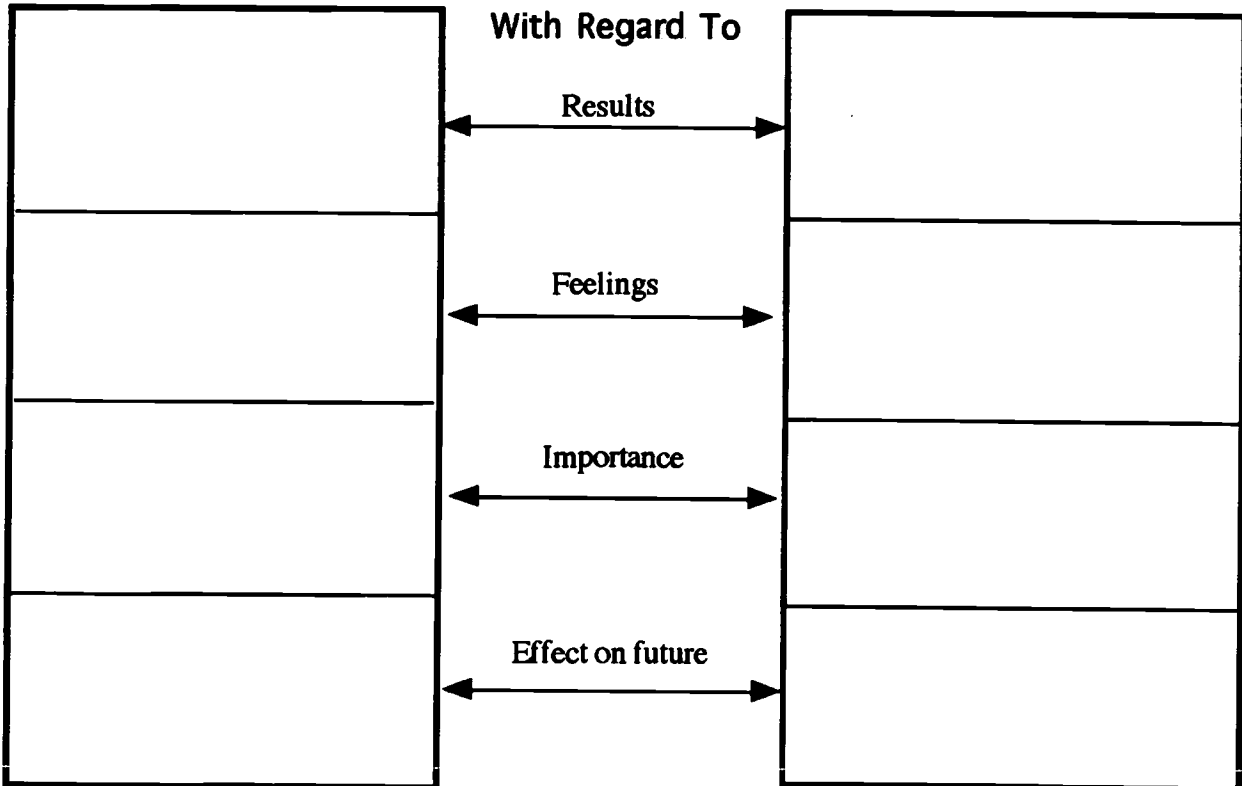 With Regard To
Results
Feelings
Importance
Effect on future